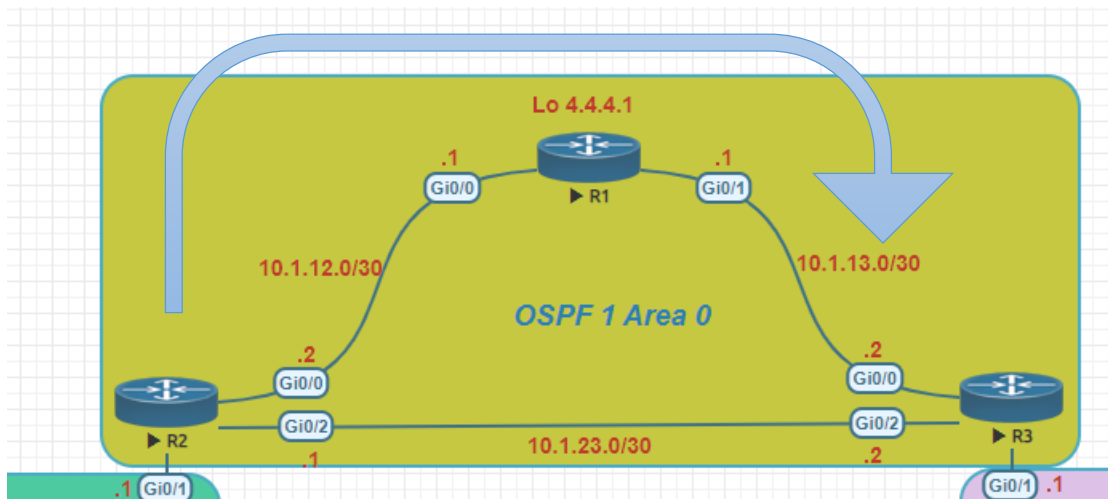 Lo 4.4.4.1
.1
.1
Gi0/0
Gi0/1
R1
10.1.12.0/30
10.1.13.0/30
OSPF 1 Area 0
.2
.2
Gi0/0
Gi0/0
Gi0/2
Gi0/2
R2
R3
10.1.23.0/30
.1
.2
.1
Gi0/1
Gi0/1
.1